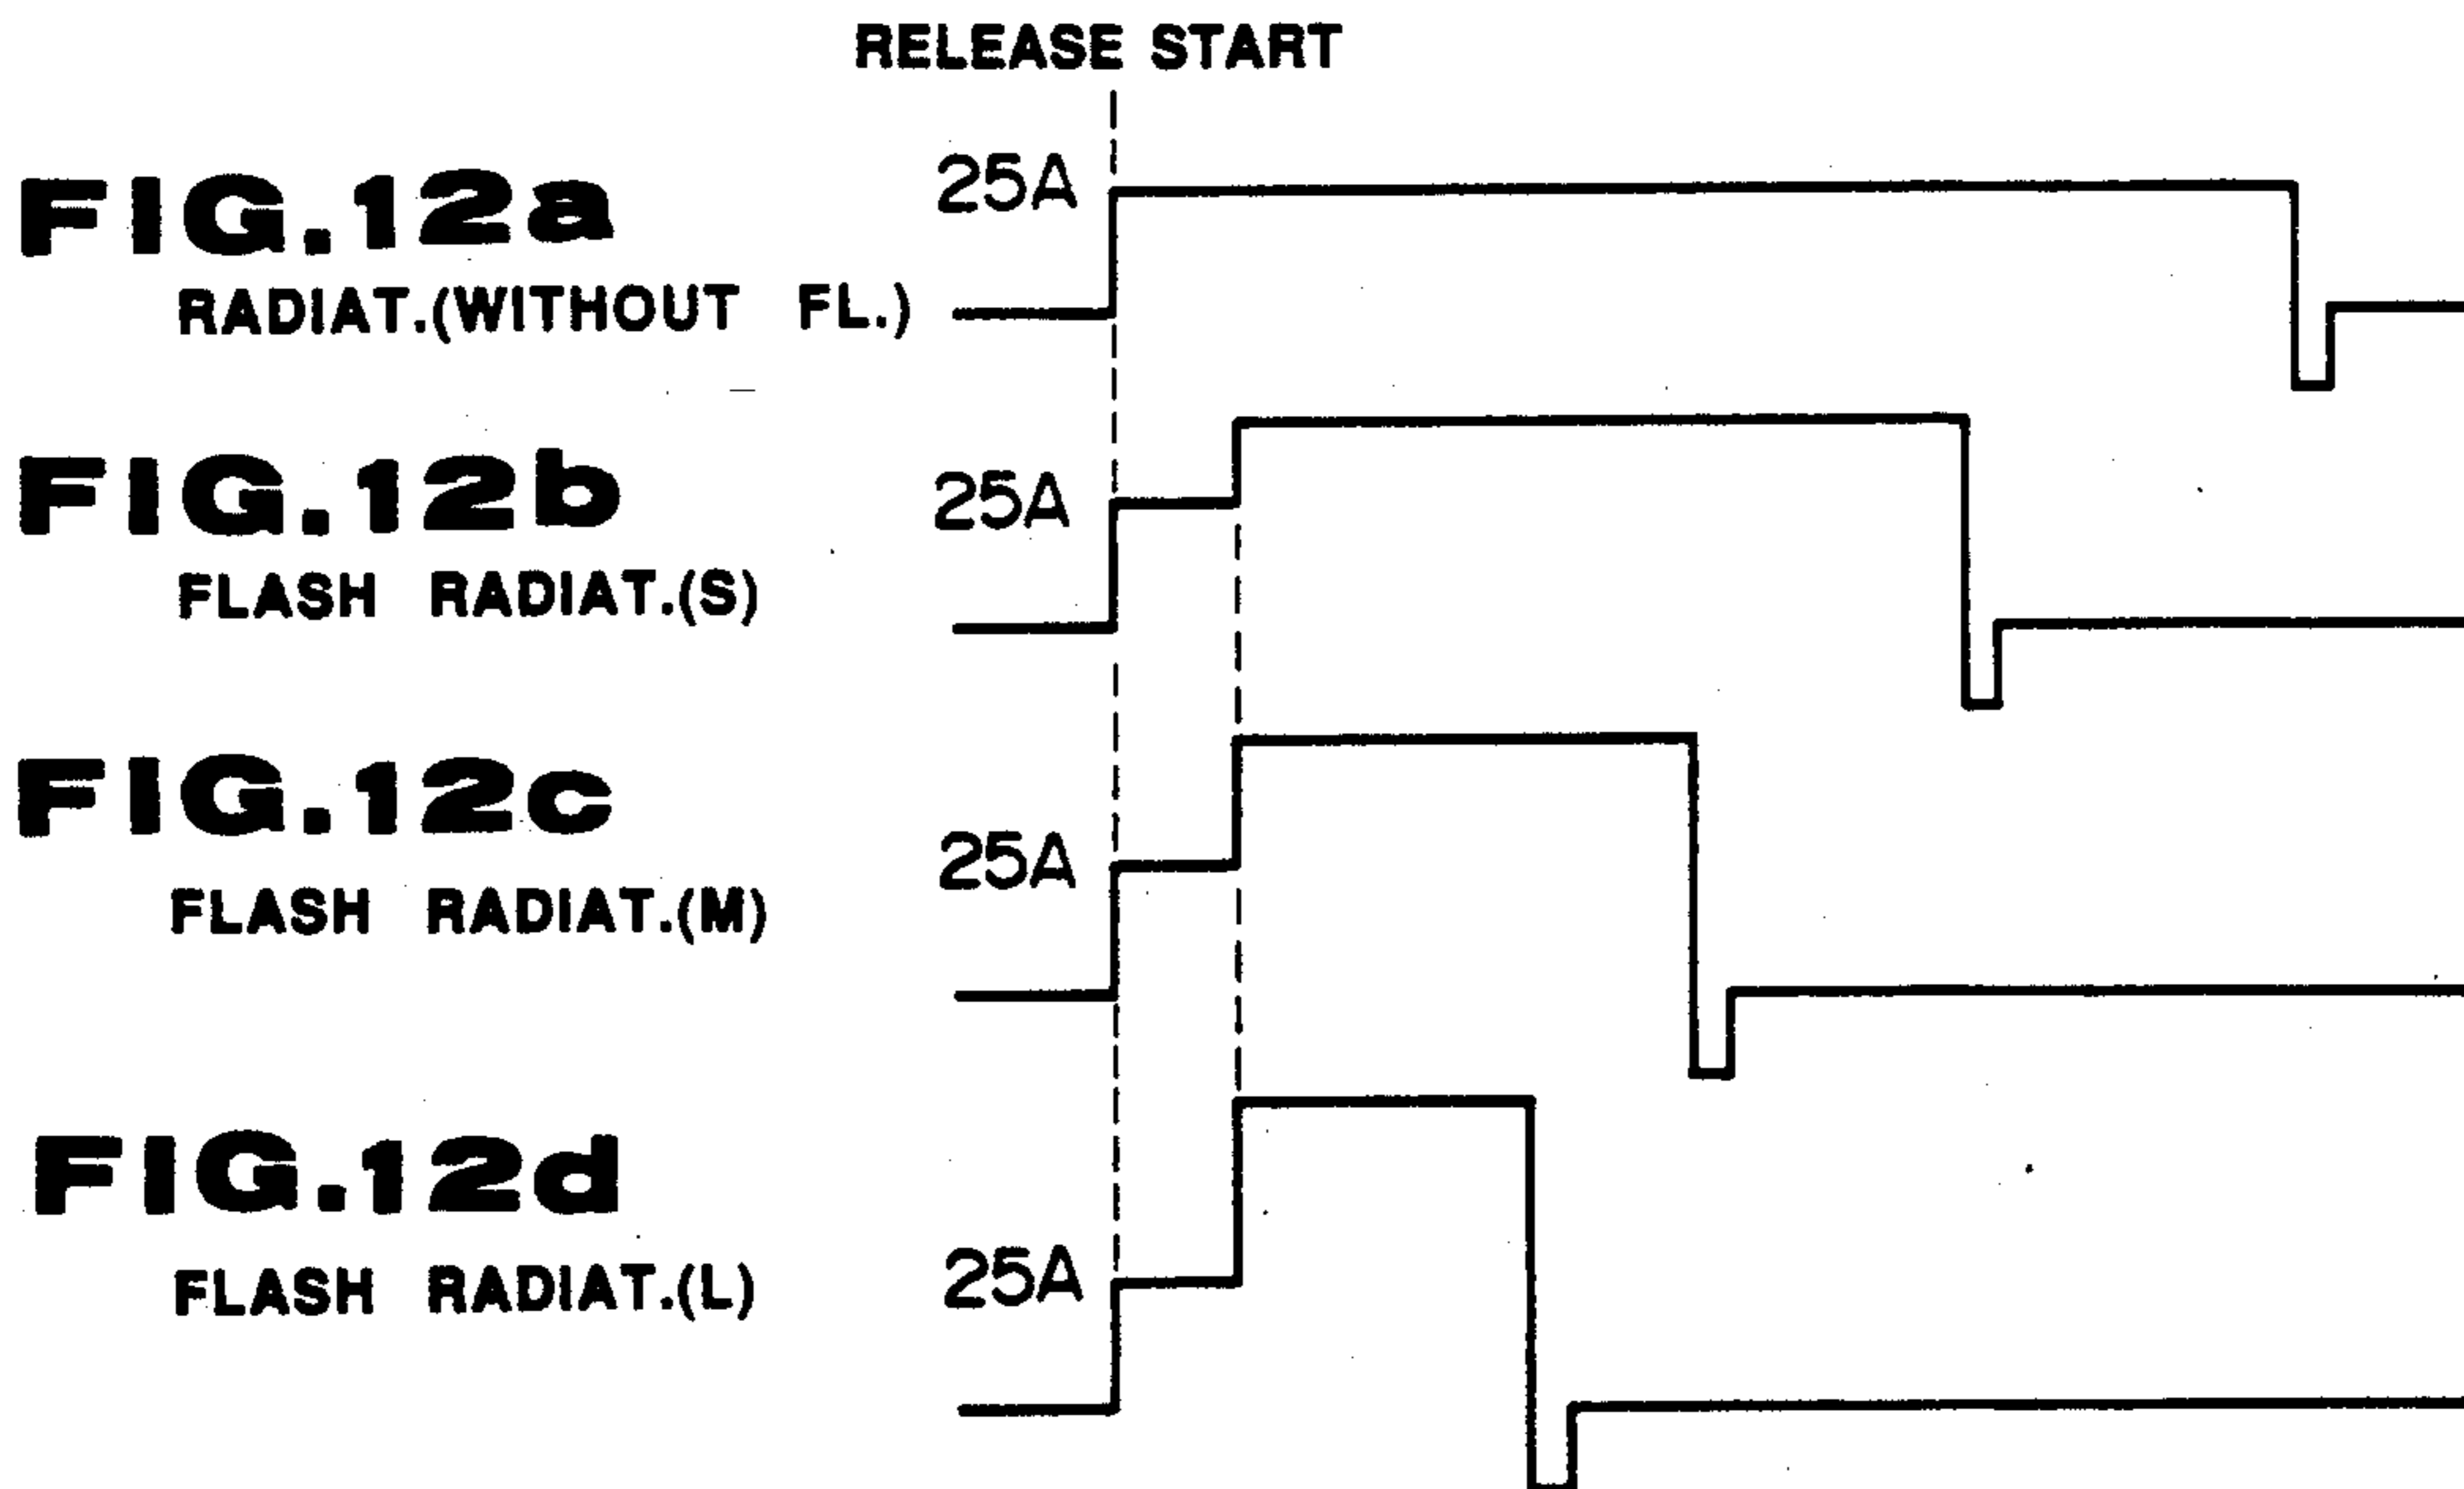 RELEASE START
25A
FIG.12a
RADIAT.(WITHOUT FL.)
25A
FIG.12b
FLASH RADIAT.(S)
FIG.12c
25A
FLASH RADIAT.(M)
FIG.12d
25A
FLASH RADIAT.(L)